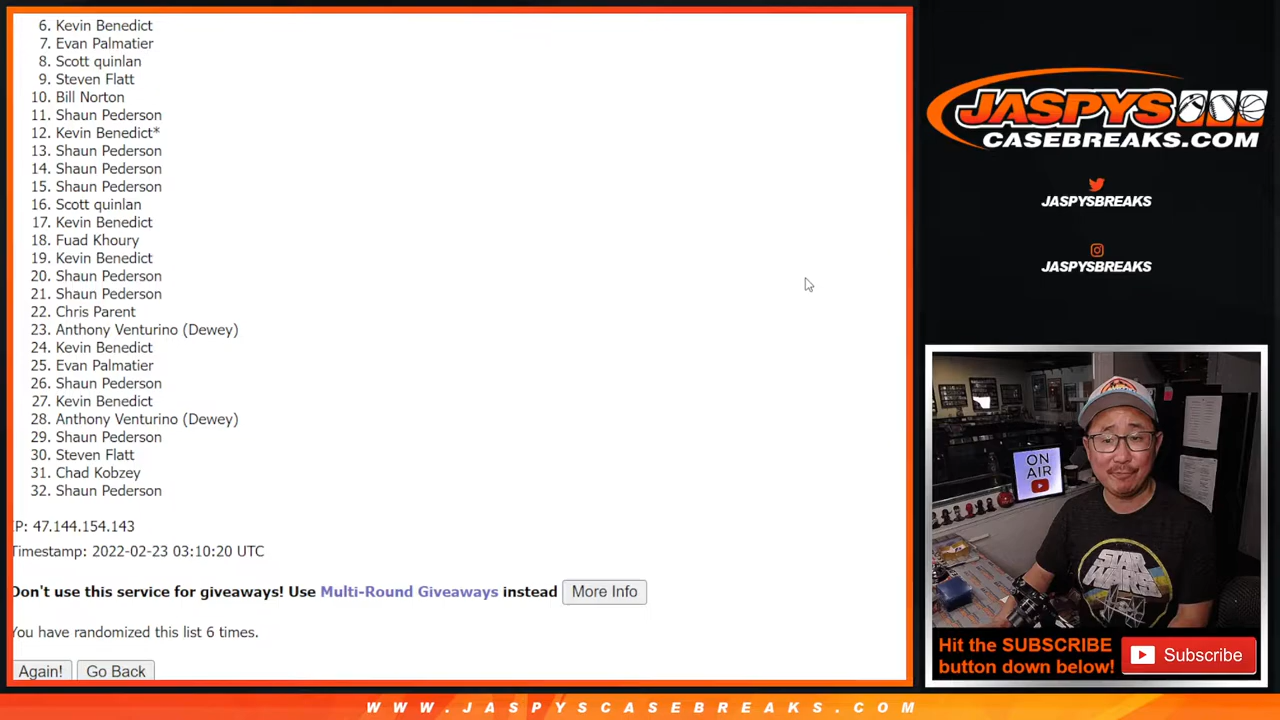 6. Kevin Benedict
7. Evan Palmatier
8. Scott quinlan
9. Steven Flatt
10. Bill Norton
11. Shaun Pederson
12. Kevin Benedict*
13. Shaun Pederson
14. Shaun Pederson
15. Shaun Pederson
16. Scott quinlan
17. Kevin Benedict
18. Fuad Khoury
19. Kevin Benedict
20. Shaun Pederson
21. Shaun Pederson
22. Chris Parent
23. Anthony Venturino (Dewey)
24. Kevin Benedict
25. Evan Palmatier
26. Shaun Pederson
27. Kevin Benedict
28. Anthony Venturino (Dewey)
29. Shaun Pederson
30. Steven Flatt
31. Chad Kobzey
32. Shaun Pederson
IP: 47.144.154.143
Timestamp: 2022-02-23 03:10:20 UTC
Don't use this service for giveaways! Use Multi-Round Giveaways instead More Info
You have randomized this list 6 times.
Again! Go Back
JASPYS
CASEBREAKS.COM
JASPYSBREAKS
JASPYSBREAKS
ON
AIR
STAR
WARS
Hit the SUBSCRIBE
button down below!
Subscribe
WWW.JASPYSCASEBREAKS.COM